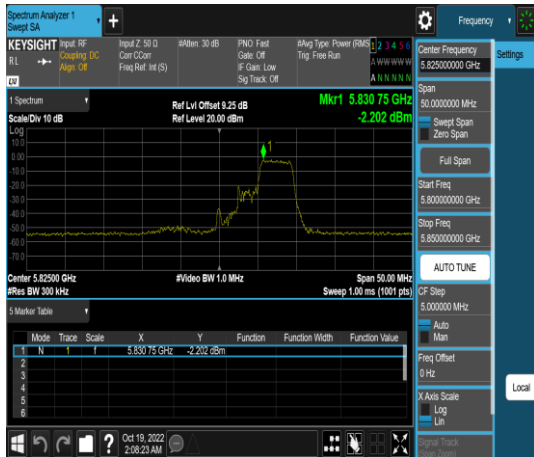 Spectrum Analyzer 1
Swept SA
Frequency
KEYSIGHT
RL
LXI
Input: RF
Coupling: DC
Align: Off
Input Z: 50 Ω
Corr CCorr
Freq Ref: Int (S)
#Atten: 30 dB
PNO: Fast
Gate: Off
IF Gain: Low
Sig Track: Off
#Avg Type: Power (RMS
Trig: Free Run
1 2 3 4 5 6
A WWWWW
A N N N N N
1 Spectrum
Scale/Div 10 dB
Ref Lvl Offset 9.25 dB
Ref Level 20.00 dBm
Mkr1 5.830 75 GHz
-2.202 dBm
Log
10.0
0.00
-10.0
-20.0
-30.0
-40.0
-50.0
-60.0
-70.0
1
Center 5.82500 GHz
#Res BW 300 kHz
#Video BW 1.0 MHz
Span 50.00 MHz
Sweep 1.00 ms (1001 pts)
5 Marker Table
Mode Trace Scale X Y Function Function Width Function Value
1 N 1 f 5.830 75 GHz -2.202 dBm
2
3
4
5
6
Oct 19, 2022
2:08:23 AM
Center Frequency
5.825000000 GHz
Settings
Span
50.0000000 MHz
Swept Span
Zero Span
Full Span
Start Freq
5.800000000 GHz
Stop Freq
5.850000000 GHz
AUTO TUNE
CF Step
5.000000 MHz
Auto
Man
Freq Offset
0 Hz
X Axis Scale
Log
Lin
Local
Signal Track
(Span Zoom)